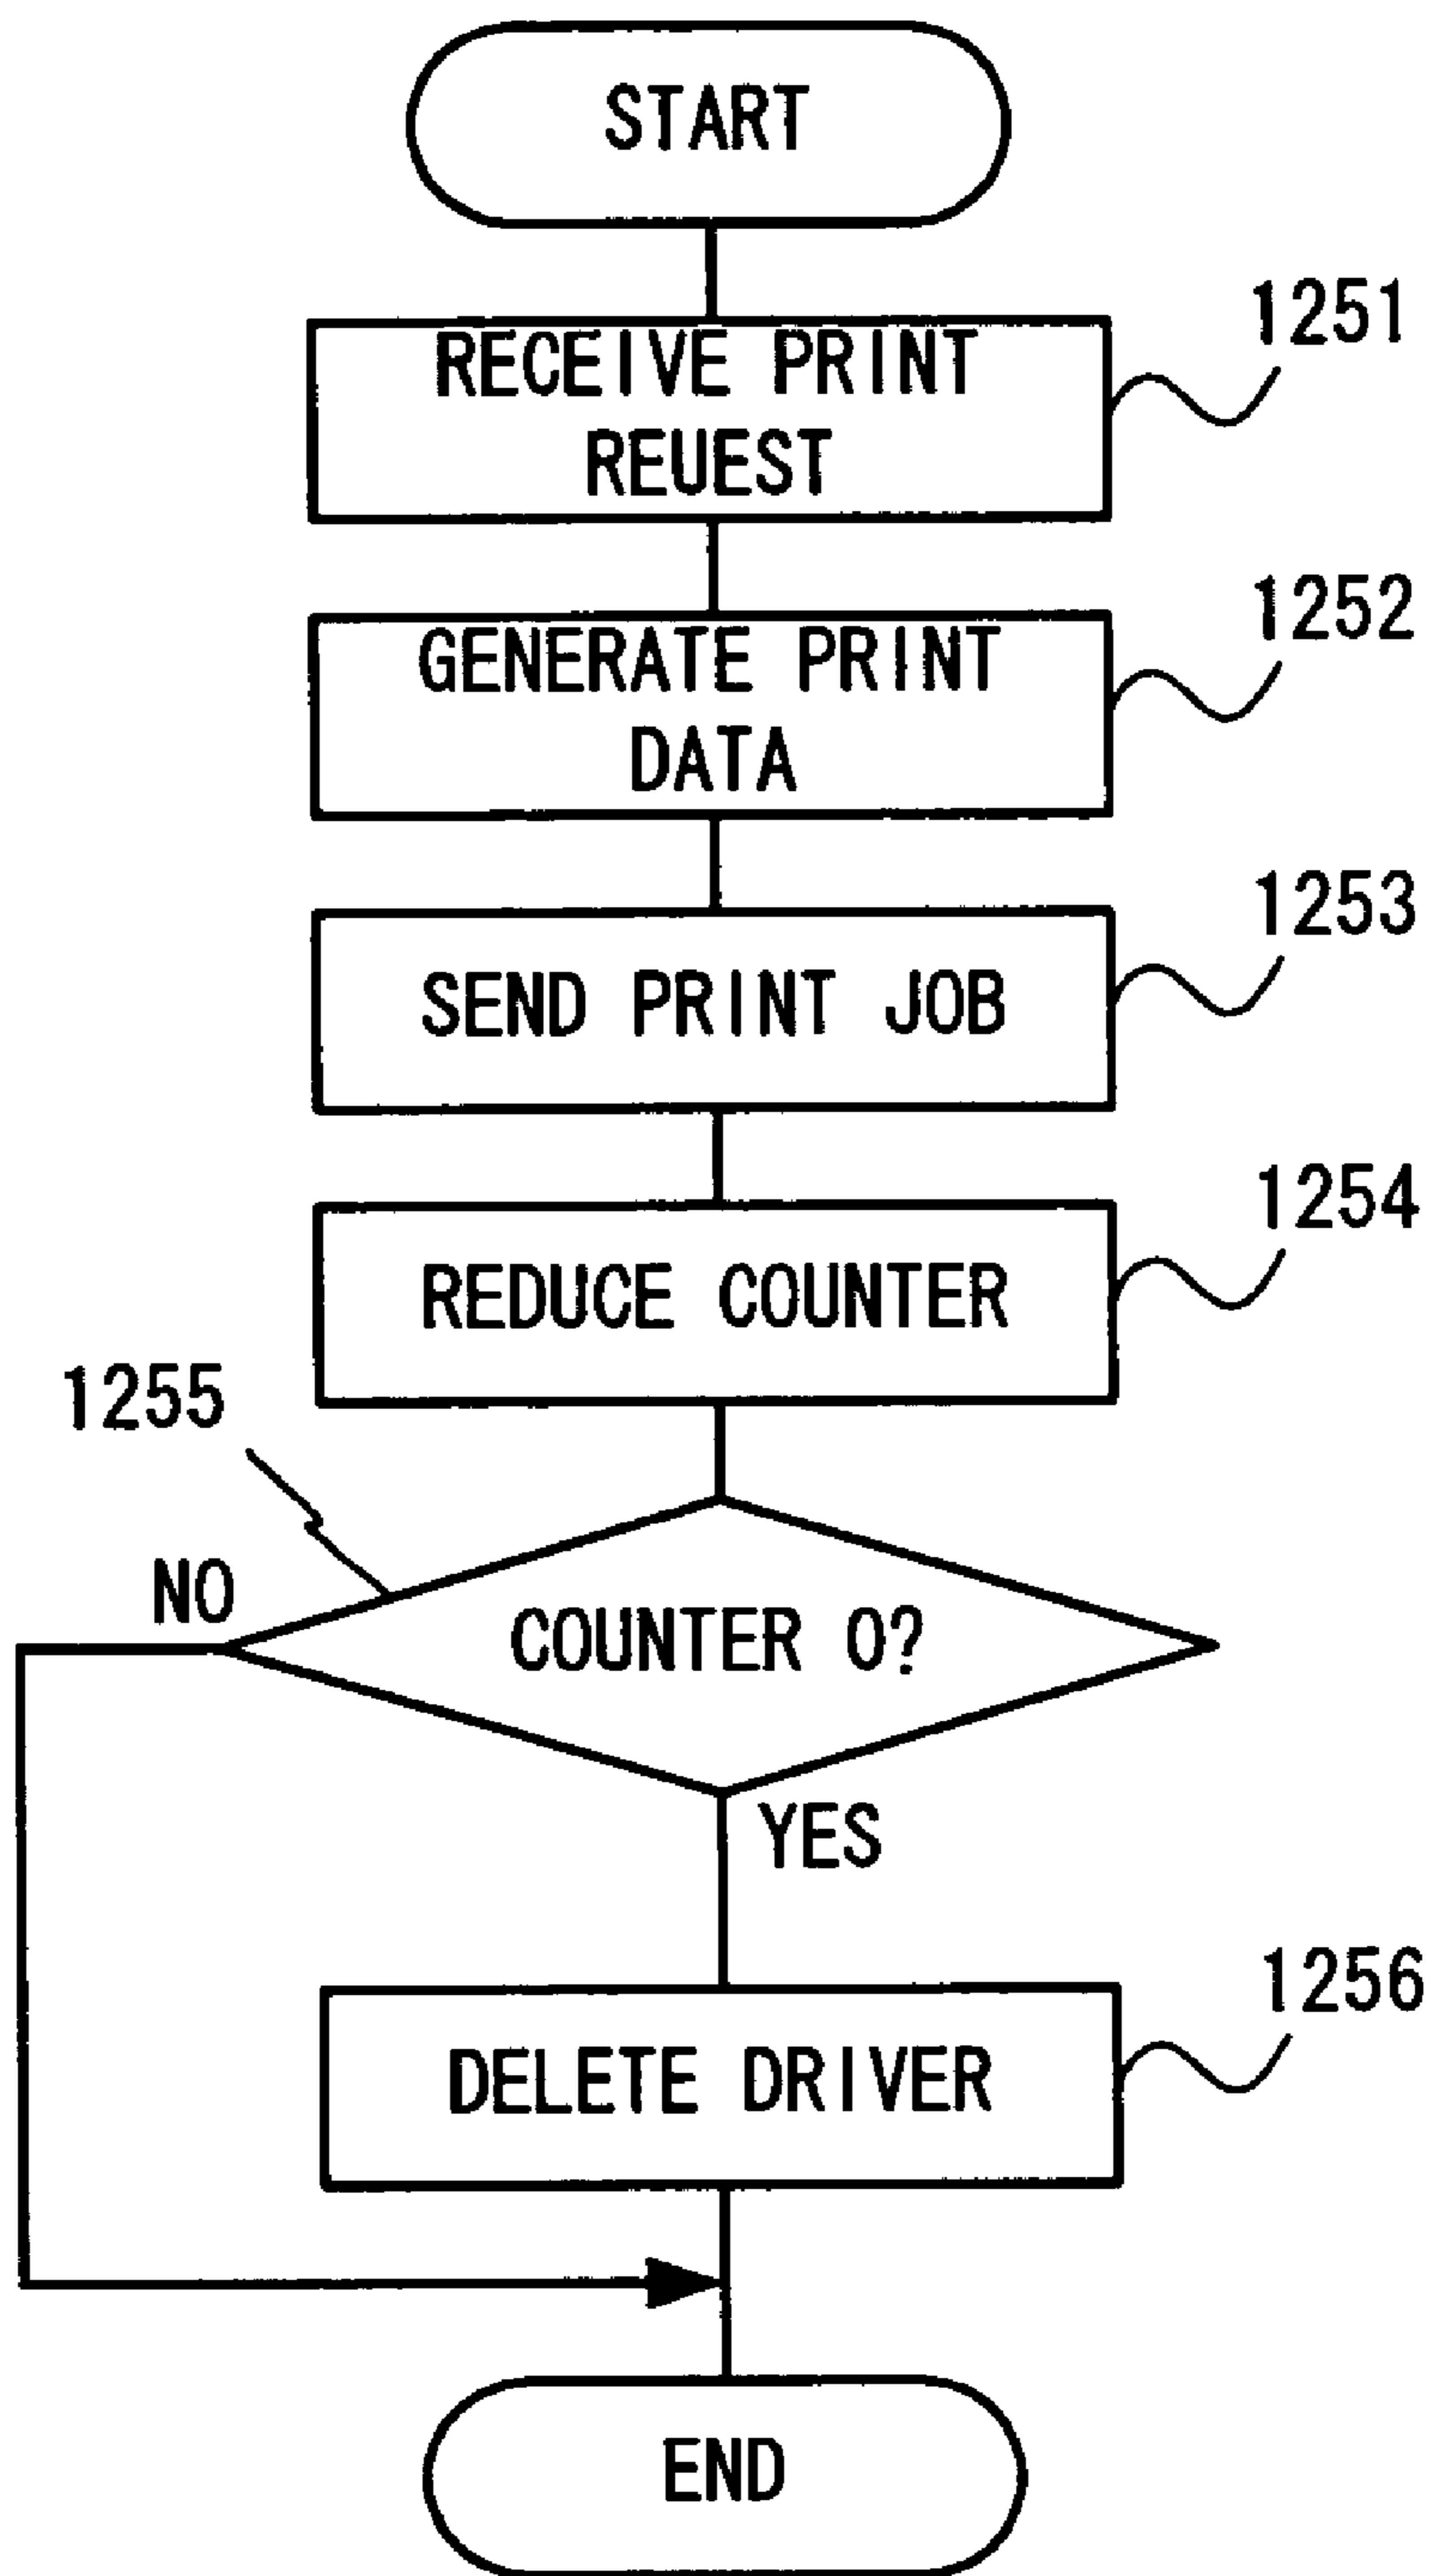 START
RECEIVE PRINT
REUEST
1251
GENERATE PRINT
DATA
1252
SEND PRINT JOB
1253
REDUCE COUNTER
1254
1255
COUNTER 0?
NO
YES
DELETE DRIVER
1256
END